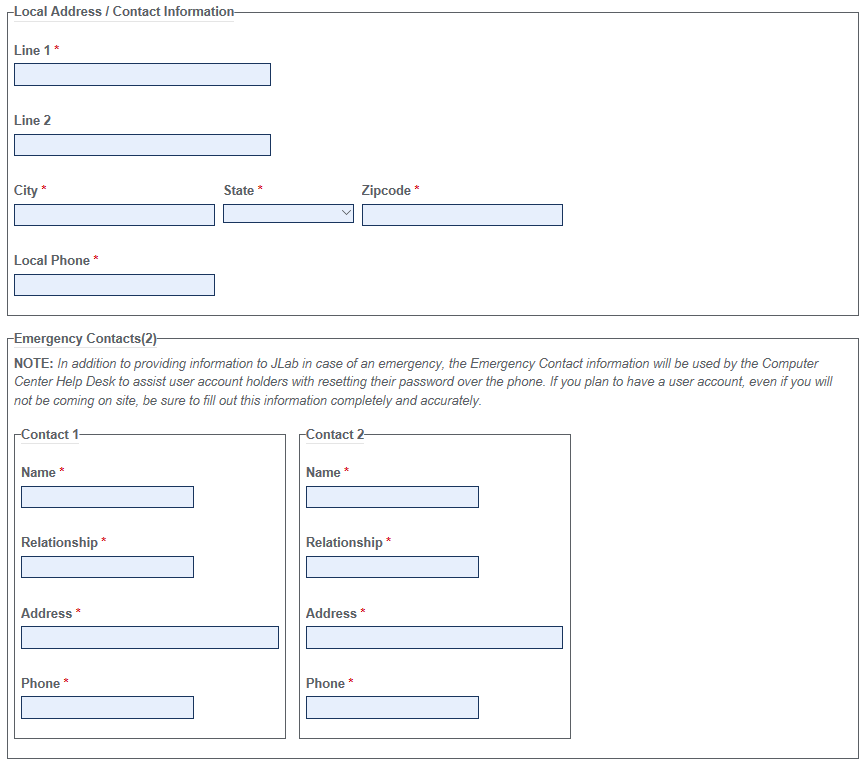 Local Address / Contact Information
Line 1 *
Line 2
City * State * Zipcode *
Local Phone *
Emergency Contacts(2)
NOTE: In addition to providing information to JLab in case of an emergency, the Emergency Contact information will be used by the Computer
Center Help Desk to assist user account holders with resetting their password over the phone. If you plan to have a user account, even if you will
not be coming on site, be sure to fill out this information completely and accurately.
Contact 1
Name *
Relationship *
Address *
Phone *
Contact 2
Name *
Relationship *
Address *
Phone *